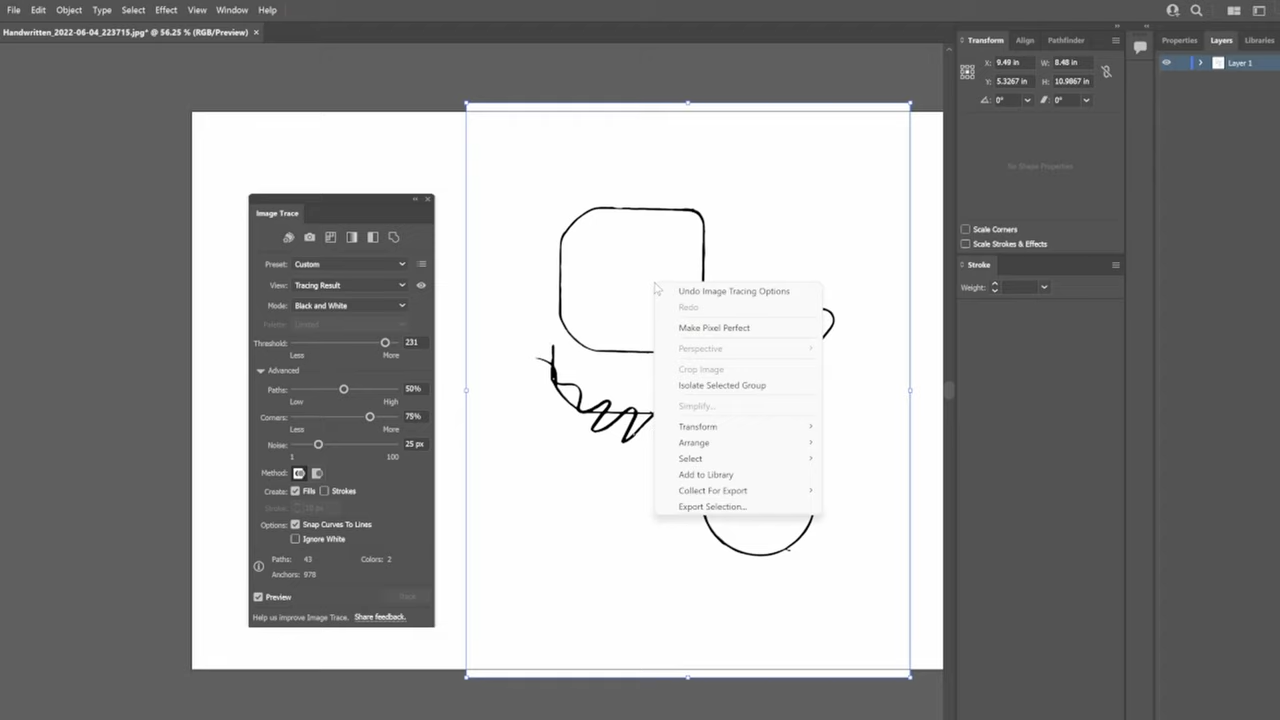 File Edit Object Type Select Effect View Window Help
Handwritten_2022-06-04_223715.jpg* @ 56.25 % (RGB/Preview) ×
Transform Align Pathfinder
Properties Layers Libraries
X: 9.49 in W: 8.48 in
Y: 5.3267 in H: 10.9867 in
0° 0°
Layer 1
No Shape Properties
Scale Corners
Scale Strokes & Effects
Stroke
Weight:
Image Trace
Preset: Custom
View: Tracing Result
Mode: Black and White
Palette: Limited
Threshold: 231
Less More
Advanced
Paths: 50%
Low High
Corners: 75%
Less More
Noise: 25 px
1 100
Method:
Create: Fills Strokes
Stroke: 10 px
Options: Snap Curves To Lines
Ignore White
Paths: 43 Colors: 2
Anchors: 978
Preview Trace
Help us improve Image Trace. Share feedback.
Undo Image Tracing Options
Redo
Make Pixel Perfect
Perspective
Crop Image
Isolate Selected Group
Simplify...
Transform
Arrange
Select
Add to Library
Collect For Export
Export Selection...